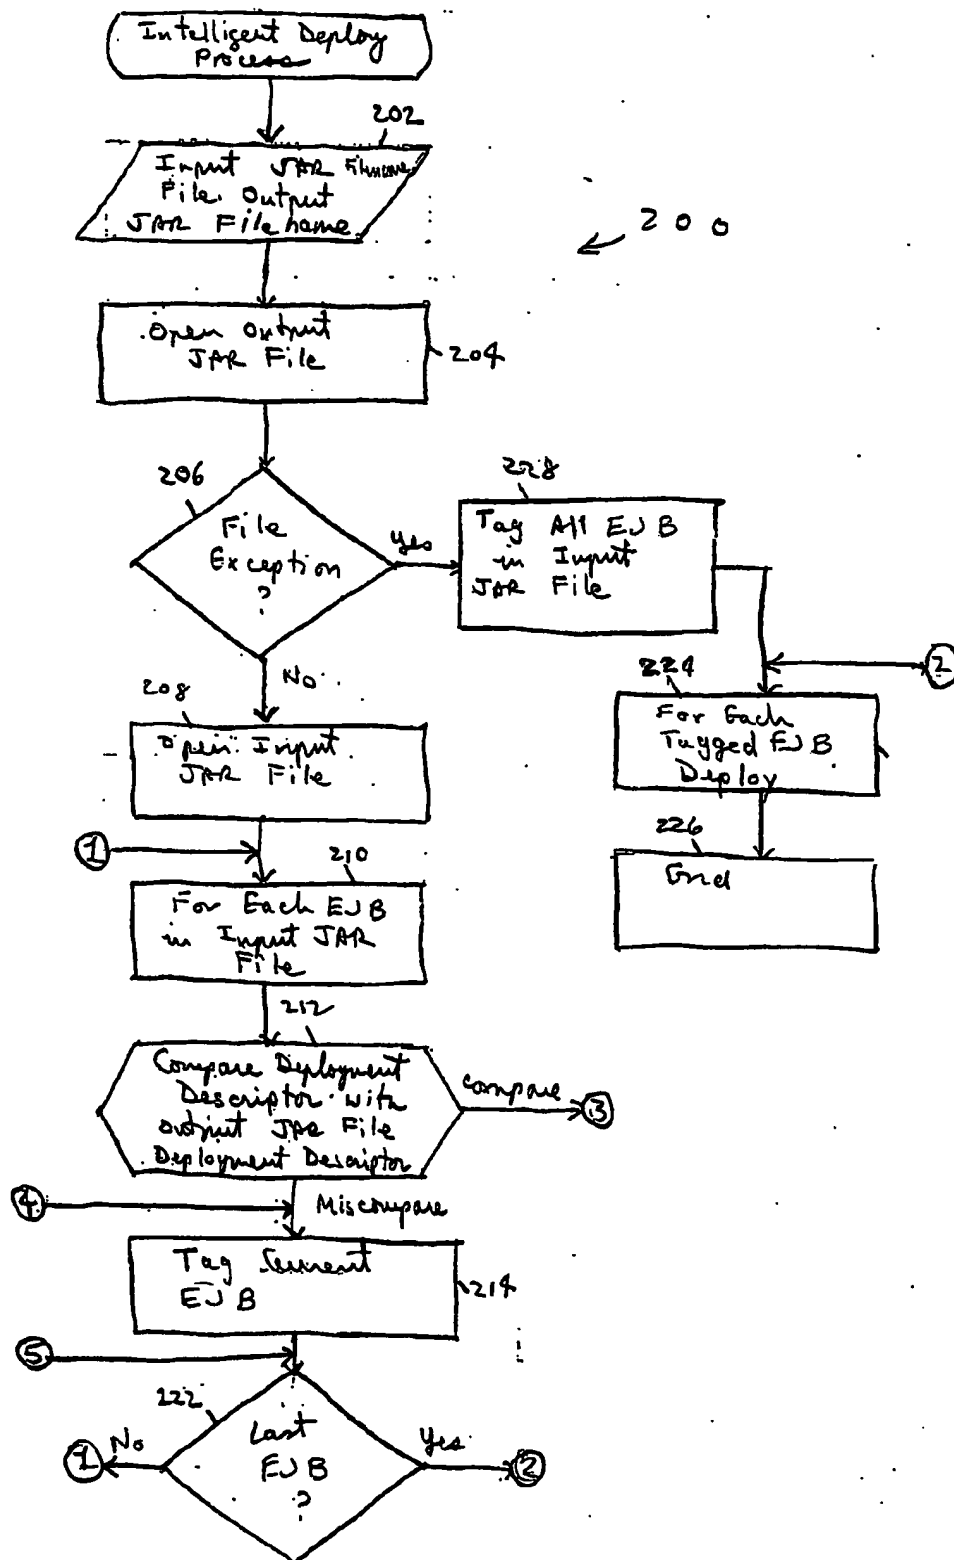 Intelligent Deploy
Process
202
Input JAR Filename
File. Output
JAR Filename
200
Open Output
JAR File
204
206
File
Exception
?
Yes
228
Tag All EJB
in Input
JAR File
No
2
224
For Each
Tagged EJB
Deploy
208
Open Input
JAR File
1
226
End
210
For Each EJB
in Input JAR
File
212
Compare Deployment
Descriptor with
output JAR File
Deployment Descriptor
compare
3
4
Miscompare
Tag Current
EJB
214
5
222
Last
EJB
?
No
1
Yes
2